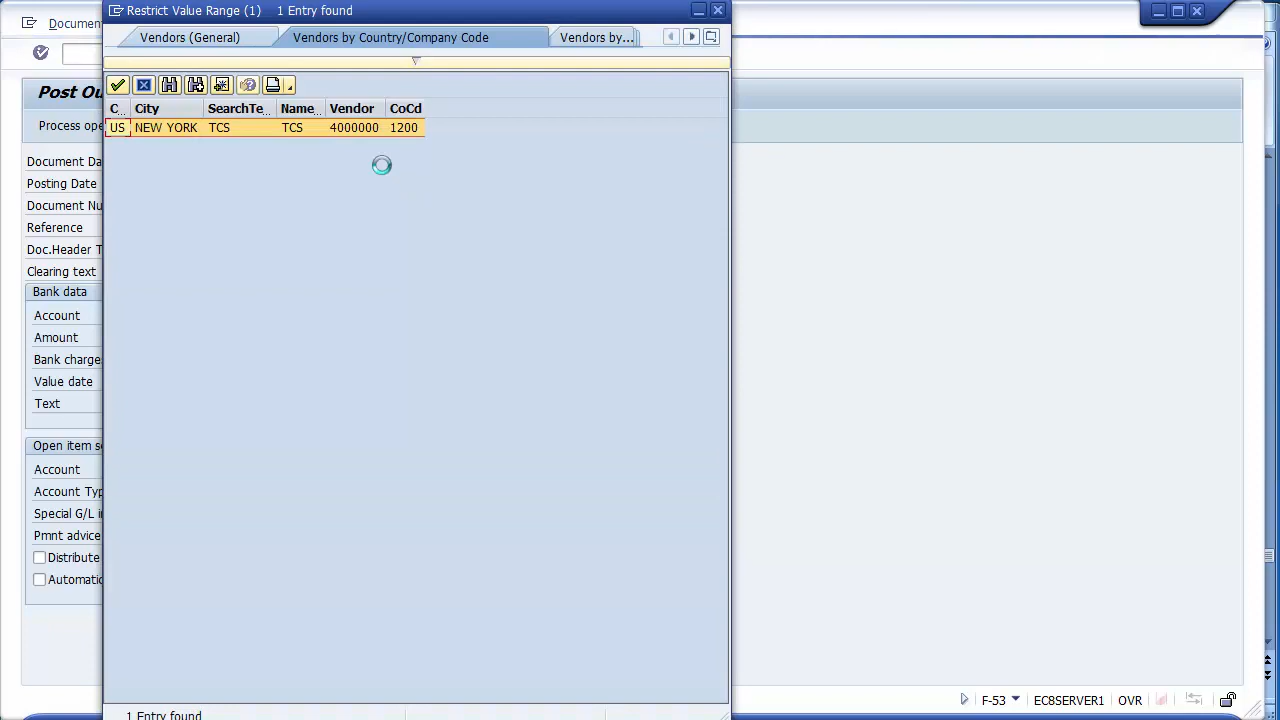 Restrict Value Range (1) 1 Entry found
Documen
Vendors (General) Vendors by Country/Company Code Vendors by...
Post Ou
C.. City SearchTe... Name... Vendor CoCd
Process ope
US NEW YORK TCS TCS 4000000 1200
Document Da
Posting Date
Document Nu
Reference
Doc.Header T
Clearing text
Bank data
Account
Amount
Bank charge
Value date
Text
Open item se
Account
Account Typ
Special G/L i
Pmnt advice
Distribute
Automatic
F-53 EC8SERVER1 OVR
1 Entry found